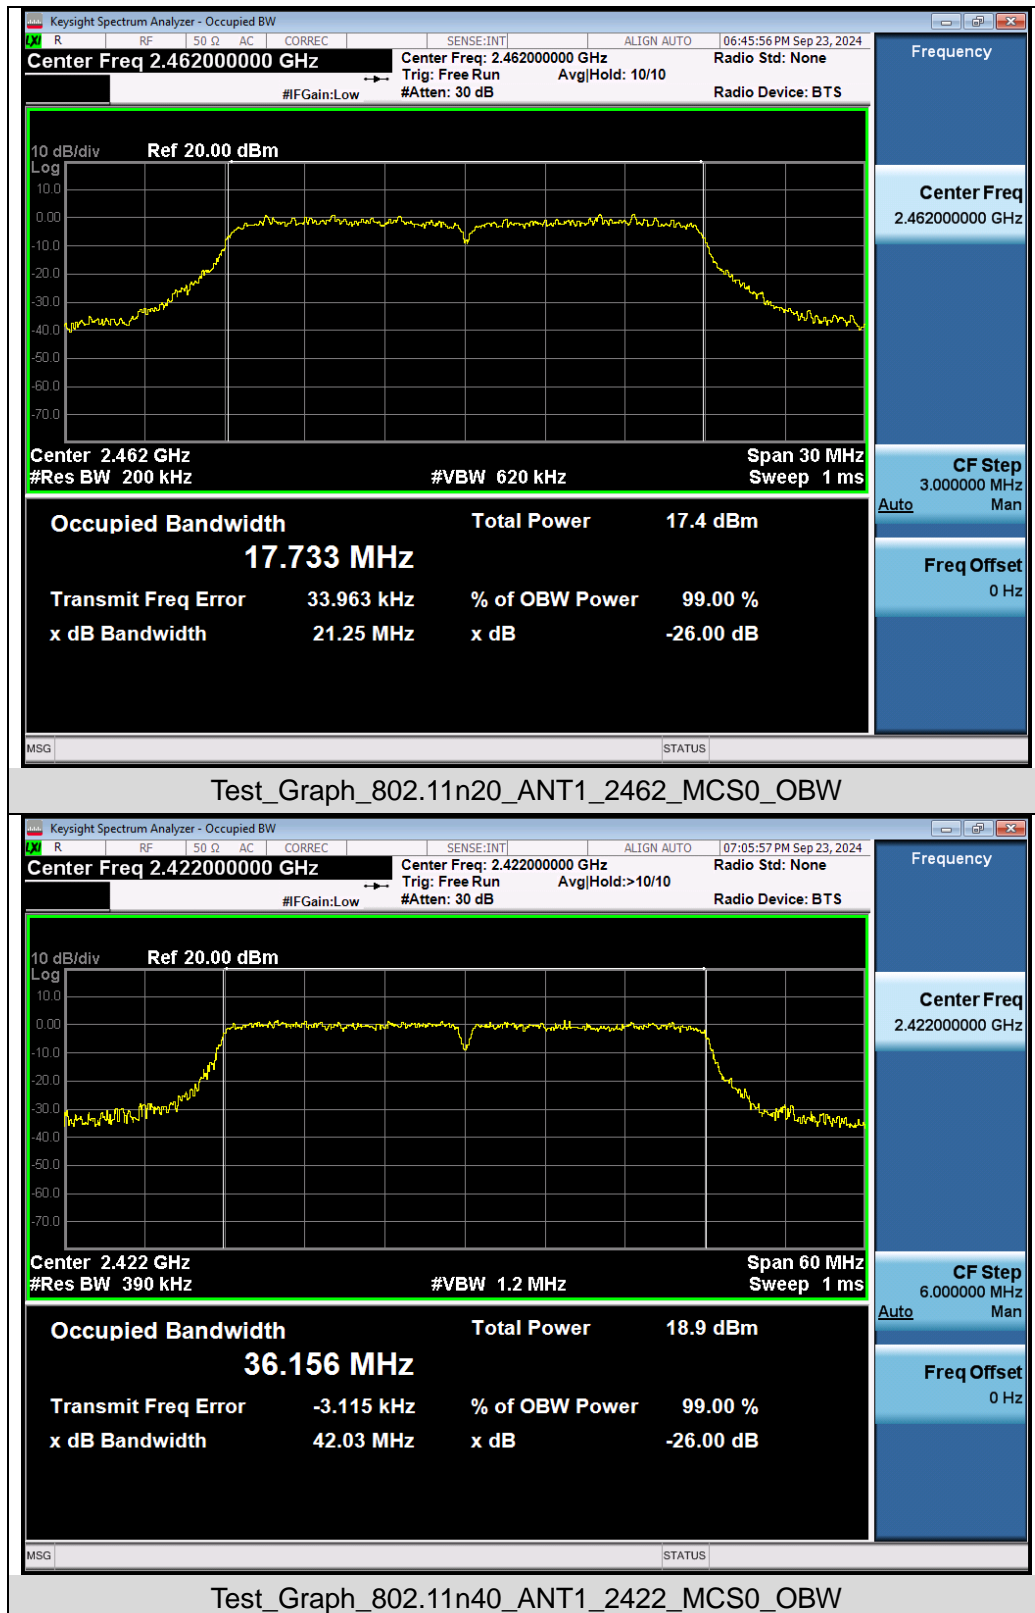 Keysight Spectrum Analyzer - Occupied BW
LXI R RF 50 Ω AC CORREC SENSE:INT ALIGN AUTO 06:45:56 PM Sep 23, 2024
Center Freq 2.462000000 GHz Center Freq: 2.462000000 GHz Radio Std: None Frequency
Trig: Free Run Avg|Hold: 10/10
#IFGain:Low #Atten: 30 dB Radio Device: BTS
10 dB/div Ref 20.00 dBm
Log
10.0
0.00
-10.0
-20.0
-30.0
-40.0
-50.0
-60.0
-70.0
Center Freq
2.462000000 GHz
Center 2.462 GHz Span 30 MHz
#Res BW 200 kHz #VBW 620 kHz Sweep 1 ms
CF Step
3.000000 MHz
Auto Man
Occupied Bandwidth Total Power 17.4 dBm
17.733 MHz
Transmit Freq Error 33.963 kHz % of OBW Power 99.00 %
x dB Bandwidth 21.25 MHz x dB -26.00 dB
Freq Offset
0 Hz
MSG STATUS
Test_Graph_802.11n20_ANT1_2462_MCS0_OBW
Keysight Spectrum Analyzer - Occupied BW
LXI R RF 50 Ω AC CORREC SENSE:INT ALIGN AUTO 07:05:57 PM Sep 23, 2024
Center Freq 2.422000000 GHz Center Freq: 2.422000000 GHz Radio Std: None Frequency
Trig: Free Run Avg|Hold:>10/10
#IFGain:Low #Atten: 30 dB Radio Device: BTS
10 dB/div Ref 20.00 dBm
Log
10.0
0.00
-10.0
-20.0
-30.0
-40.0
-50.0
-60.0
-70.0
Center Freq
2.422000000 GHz
Center 2.422 GHz Span 60 MHz
#Res BW 390 kHz #VBW 1.2 MHz Sweep 1 ms
CF Step
6.000000 MHz
Auto Man
Occupied Bandwidth Total Power 18.9 dBm
36.156 MHz
Transmit Freq Error -3.115 kHz % of OBW Power 99.00 %
x dB Bandwidth 42.03 MHz x dB -26.00 dB
Freq Offset
0 Hz
MSG STATUS
Test_Graph_802.11n40_ANT1_2422_MCS0_OBW